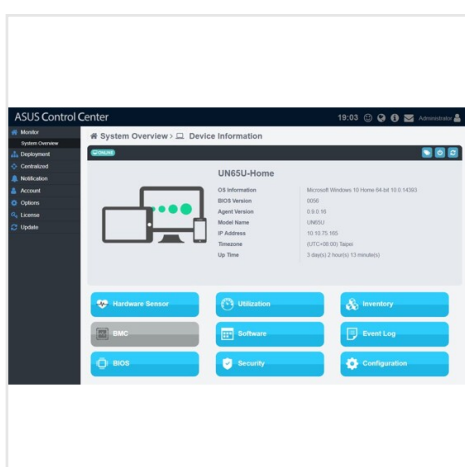 ASUS Control Center
19:03
Administrator
Monitor
System Overview
Deployment
Centralized
Notification
Account
Options
License
Update
System Overview > Device Information
ONLINE
UN65U-Home
OS Information Microsoft Windows 10 Home 64-bit 10.0.14393
BIOS Version 0056
Agent Version 0.9.0.18
Model Name UN65U
IP Address 10.10.75.165
Timezone (UTC+08:00) Taipei
Up Time 3 day(s) 2 hour(s) 13 minute(s)
Hardware Sensor
Utilization
Inventory
BMC
Software
Event Log
BIOS
Security
Configuration